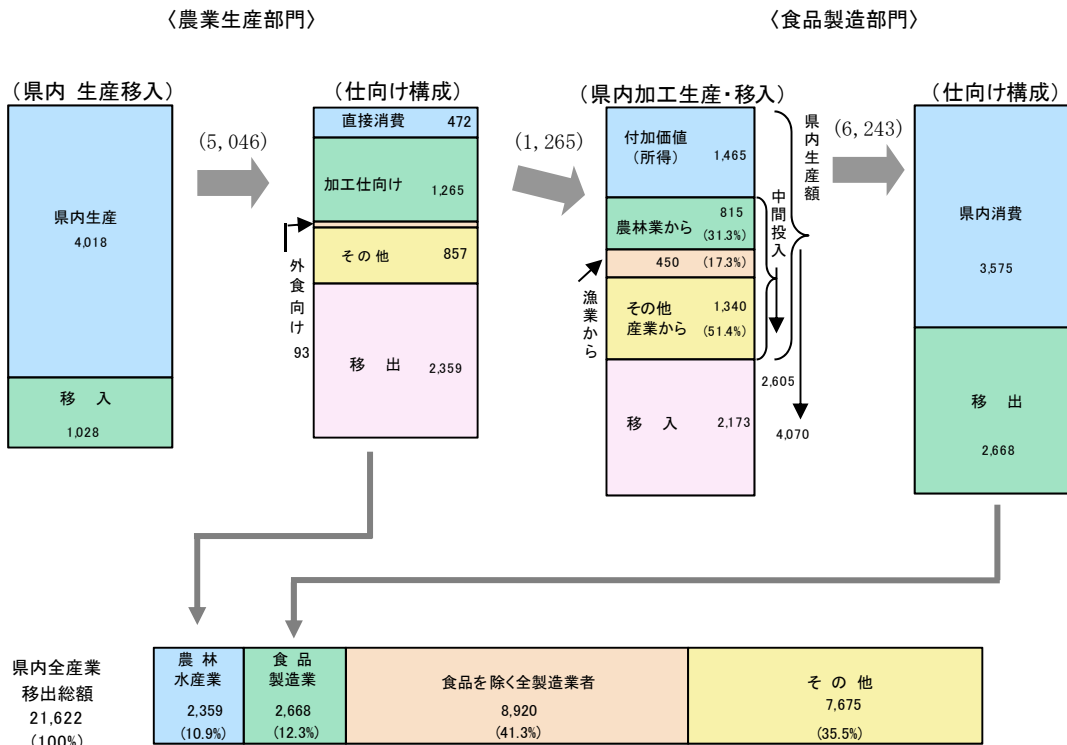 〈農業生産部門〉
〈食品製造部門〉
（県内 生産移入）
県内生産
4,018
移 入
1,028
(5,046)
（仕向け構成）
直接消費 472
加工仕向け 1,265
外食向け 93
その他 857
移 出 2,359
(1,265)
（県内加工生産・移入）
付加価値
（所得） 1,465
農林業から 815
(31.3%)
漁業から
450 (17.3%)
その他
産業から
1,340
(51.4%)
移 入 2,173
中間投入
2,605
県内生産額
4,070
(6,243)
（仕向け構成）
県内消費
3,575
移 出
2,668
県内全産業
移出総額
21,622
(100%)
農 林
水産業
2,359
(10.9%)
食 品
製造業
2,668
(12.3%)
食品を除く全製造業者
8,920
(41.3%)
そ の 他
7,675
(35.5%)